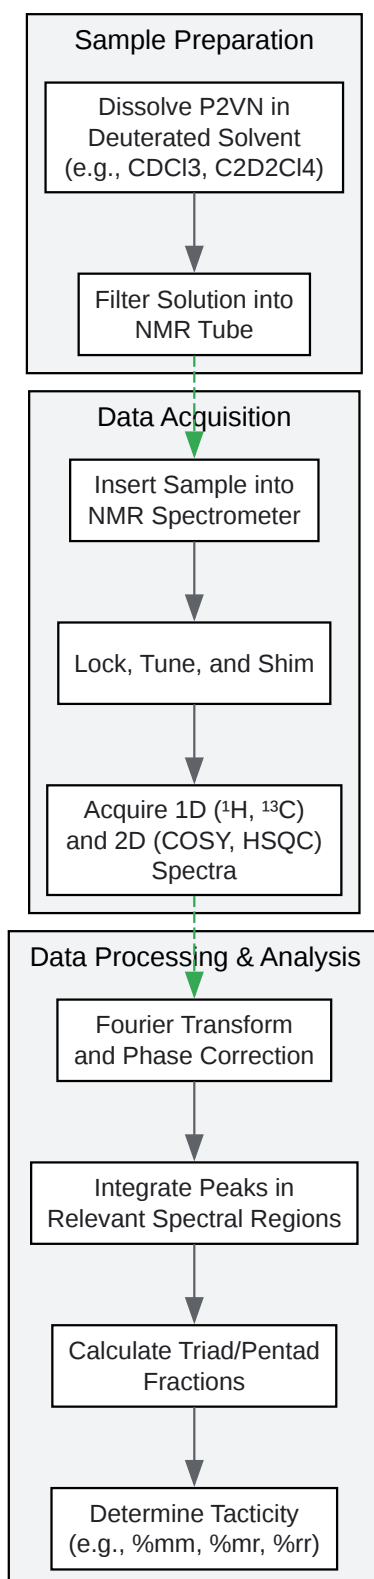 Sample Preparation
Dissolve P2VN in
Deuterated Solvent
(e.g., CDCl3, C2D2Cl4)
Filter Solution into
NMR Tube
Data Acquisition
Insert Sample into
NMR Spectrometer
Lock, Tune, and Shim
Acquire 1D (¹H, ¹³C)
and 2D (COSY, HSQC)
Spectra
Data Processing & Analysis
Fourier Transform
and Phase Correction
Integrate Peaks in
Relevant Spectral Regions
Calculate Triad/Pentad
Fractions
Determine Tacticity
(e.g., %mm, %mr, %rr)